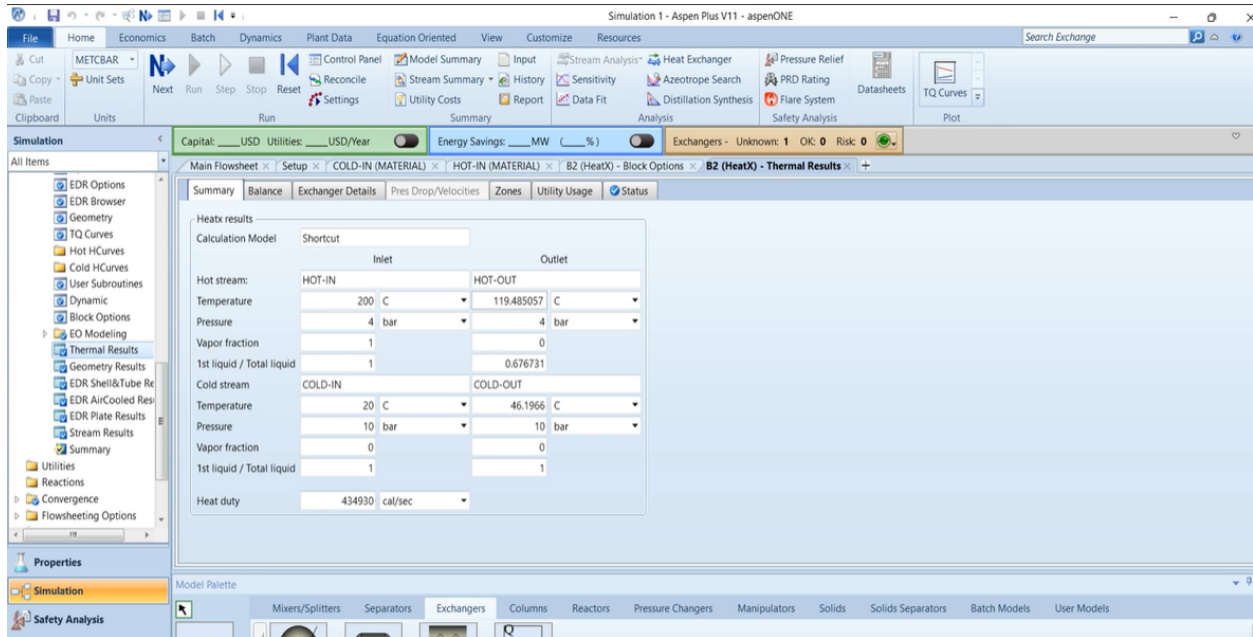 Simulation 1 - Aspen Plus V11 - aspenONE
File Home Economics Batch Dynamics Plant Data Equation Oriented View Customize Resources Search Exchange
Cut METCBAR Control Panel Model Summary Input Stream Analysis Heat Exchanger Pressure Relief
Copy Unit Sets Next Run Step Stop Reset Reconcile Stream Summary History Sensitivity Azeotrope Search PRD Rating Datasheets TQ Curves
Paste Settings Utility Costs Report Data Fit Distillation Synthesis Flare System
Clipboard Units Run Summary Analysis Safety Analysis Plot
Simulation Capital: ____USD Utilities: ____USD/Year Energy Savings: ____MW (____%) Exchangers - Unknown: 1 OK: 0 Risk: 0
All Items Main Flowsheet Setup COLD-IN (MATERIAL) HOT-IN (MATERIAL) B2 (HeatX) - Block Options B2 (HeatX) - Thermal Results +
EDR Options
EDR Browser
Geometry
TQ Curves
Hot HCurves
Cold HCurves
User Subroutines
Dynamic
Block Options
EO Modeling
Thermal Results
Geometry Results
EDR Shell&Tube Re
EDR AirCooled Res
EDR Plate Results
Stream Results
Summary
Utilities
Reactions
Convergence
Flowsheeting Options
Properties
Simulation
Safety Analysis
Summary Balance Exchanger Details Pres Drop/Velocities Zones Utility Usage Status
Heatx results
Calculation Model Shortcut
Inlet Outlet
Hot stream: HOT-IN HOT-OUT
Temperature 200 C 119.485057 C
Pressure 4 bar 4 bar
Vapor fraction 1 0
1st liquid / Total liquid 1 0.676731
Cold stream COLD-IN COLD-OUT
Temperature 20 C 46.1966 C
Pressure 10 bar 10 bar
Vapor fraction 0 0
1st liquid / Total liquid 1 1
Heat duty 434930 cal/sec
Model Palette
Mixers/Splitters Separators Exchangers Columns Reactors Pressure Changers Manipulators Solids Solids Separators Batch Models User Models